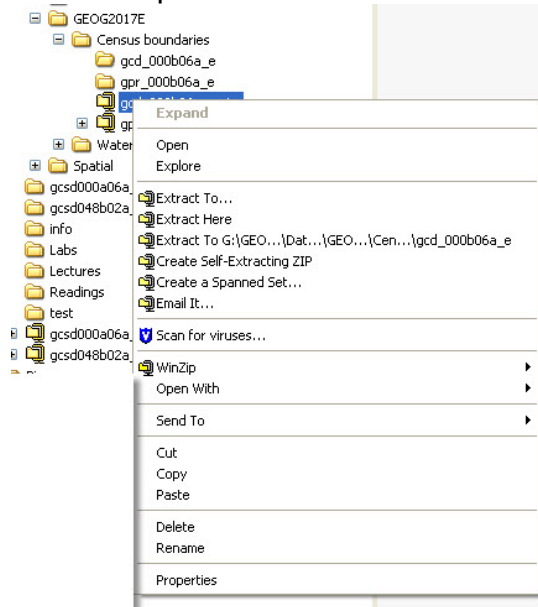 GEOG2017E
Census boundaries
gcd_000b06a_e
gpr_000b06a_e
Expand
Water
Open
Spatial
Explore
gcsd000a06a_
Extract To...
gcsd048b02a_
Extract Here
info
Extract To G:\GEO...\Dat...\GEO...\Cen...\gcd_000b06a_e
Labs
Create Self-Extracting ZIP
Lectures
Create a Spanned Set...
Readings
Email It...
test
gcsd000a06a_
Scan for viruses...
gcsd048b02a_
WinZip
Open With
Send To
Cut
Copy
Paste
Delete
Rename
Properties